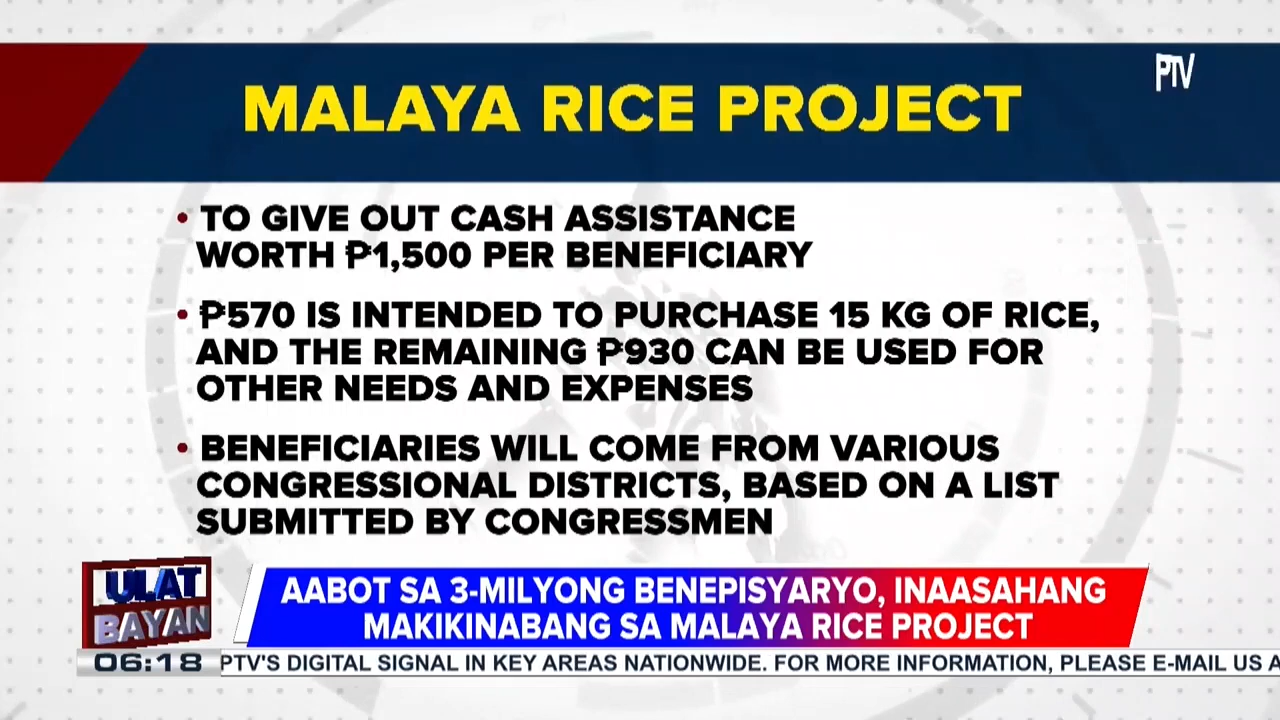 PTV
MALAYA RICE PROJECT
• TO GIVE OUT CASH ASSISTANCE
WORTH ₱1,500 PER BENEFICIARY
• ₱570 IS INTENDED TO PURCHASE 15 KG OF RICE,
AND THE REMAINING ₱930 CAN BE USED FOR
OTHER NEEDS AND EXPENSES
• BENEFICIARIES WILL COME FROM VARIOUS
CONGRESSIONAL DISTRICTS, BASED ON A LIST
SUBMITTED BY CONGRESSMEN
ULAT
BAYAN
AABOT SA 3-MILYONG BENEPISYARYO, INAASAHANG
MAKIKINABANG SA MALAYA RICE PROJECT
06:18
PTV'S DIGITAL SIGNAL IN KEY AREAS NATIONWIDE. FOR MORE INFORMATION, PLEASE E-MAIL US A